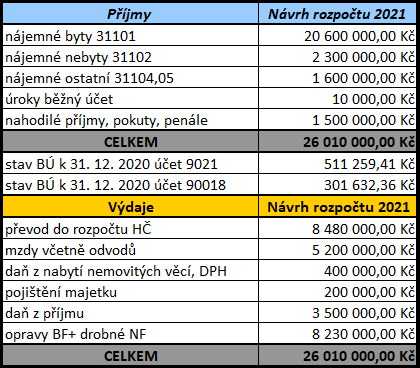 Příjmy Návrh rozpočtu 2021
nájemné byty 31101 20 600 000,00 Kč
nájemné nebyty 31102 2 300 000,00 Kč
nájemné ostatní 31104,05 1 600 000,00 Kč
úroky běžný účet 10 000,00 Kč
nahodilé příjmy, pokuty, penále 1 500 000,00 Kč
CELKEM 26 010 000,00 Kč
stav BÚ k 31. 12. 2020 účet 9021 511 259,41 Kč
stav BÚ k 31. 12. 2020 účet 90018 301 632,36 Kč
Výdaje Návrh rozpočtu 2021
převod do rozpočtu HČ 8 480 000,00 Kč
mzdy včetně odvodů 5 200 000,00 Kč
daň z nabytí nemovitých věcí, DPH 400 000,00 Kč
pojištění majetku 200 000,00 Kč
daň z příjmu 3 500 000,00 Kč
opravy BF+ drobné NF 8 230 000,00 Kč
CELKEM 26 010 000,00 Kč